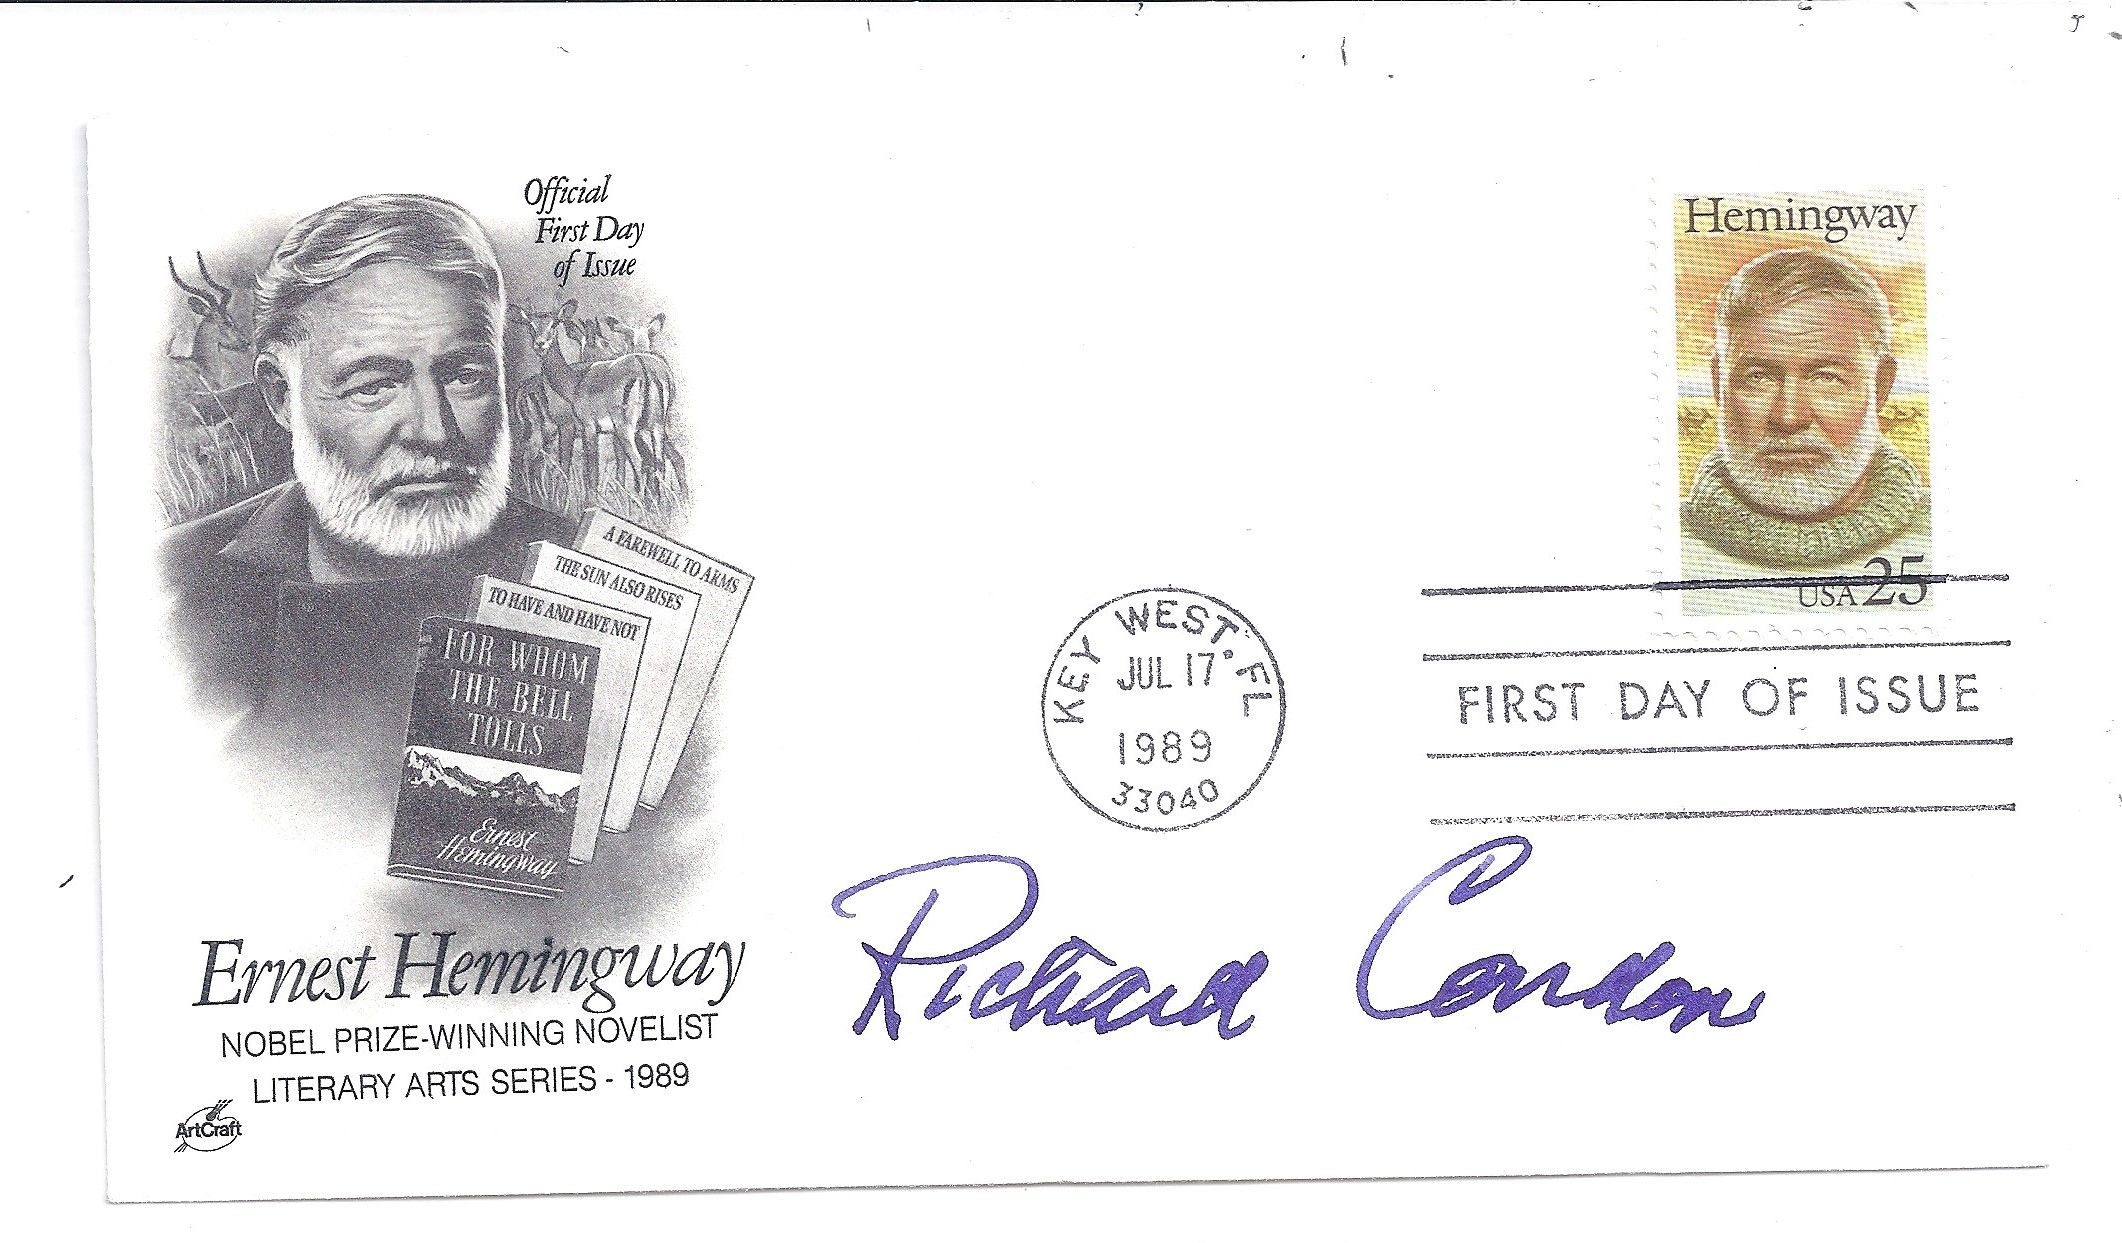 Official
First Day
of Issue
A FAREWELL TO ARMS
THE SUN ALSO RISES
TO HAVE AND HAVE NOT
FOR WHOM
THE BELL
TOLLS
Ernest
Hemingway
Ernest Hemingway
NOBEL PRIZE-WINNING NOVELIST
LITERARY ARTS SERIES - 1989
ArtCraft
KEY WEST, FL
JUL 17
1989
33040
Hemingway
USA 25
FIRST DAY OF ISSUE
Richard Condon